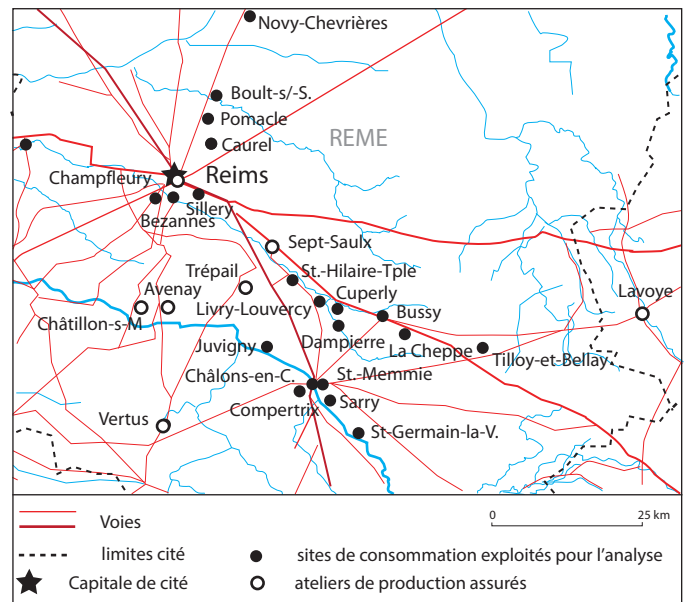 Novy-Chevrières
Boult-s/-S.
Pomacle
REME
Caurel
Champfleury
Reims
Sillery
Bezannes
Sept-Saulx
Trépail
St.-Hilaire-Tple
Avenay
Cuperly
Lavoye
Livry-Louvercy
Bussy
Châtillon-s-M
Dampierre
Juvigny
La Cheppe
Tilloy-et-Bellay
Châlons-en-C.
St.-Memmie
Compertrix
Sarry
Vertus
St-Germain-la-V.
Voies
0 25 km
limites cité
sites de consommation exploités pour l'analyse
Capitale de cité
ateliers de production assurés